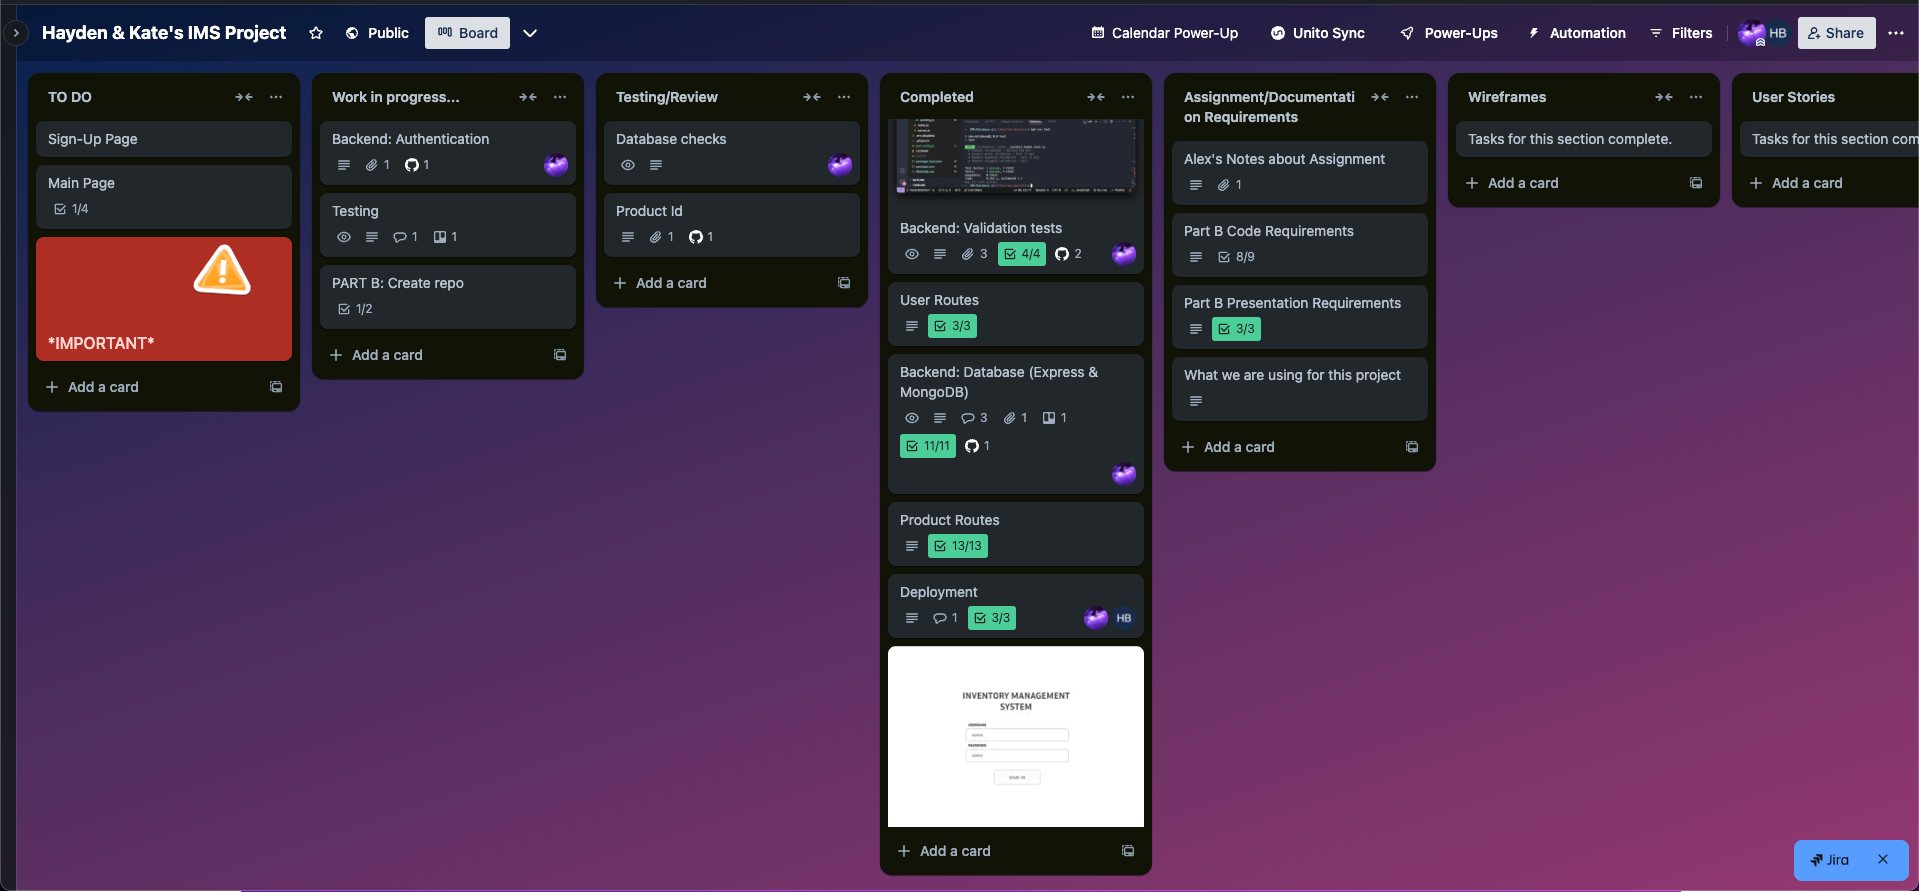 Hayden & Kate's IMS Project
Public
Board
Calendar Power-Up
Unito Sync
Power-Ups
Automation
Filters
HB
Share
TO DO
Sign-Up Page
Main Page
1/4
*IMPORTANT*
Add a card
Work in progress...
Backend: Authentication
1 1
Testing
1 1
PART B: Create repo
1/2
Add a card
Testing/Review
Database checks
Product Id
1 1
Add a card
Completed
Backend: Validation tests
3 4/4 2
User Routes
3/3
Backend: Database (Express &
MongoDB)
3 1 1
11/11 1
Product Routes
13/13
Deployment
1 3/3 HB
INVENTORY MANAGEMENT
SYSTEM
USERNAME
PASSWORD
SIGN IN
Add a card
Assignment/Documentati
on Requirements
Alex's Notes about Assignment
1
Part B Code Requirements
8/9
Part B Presentation Requirements
3/3
What we are using for this project
Add a card
Wireframes
Tasks for this section complete.
Add a card
User Stories
Tasks for this section com
Add a card
Jira